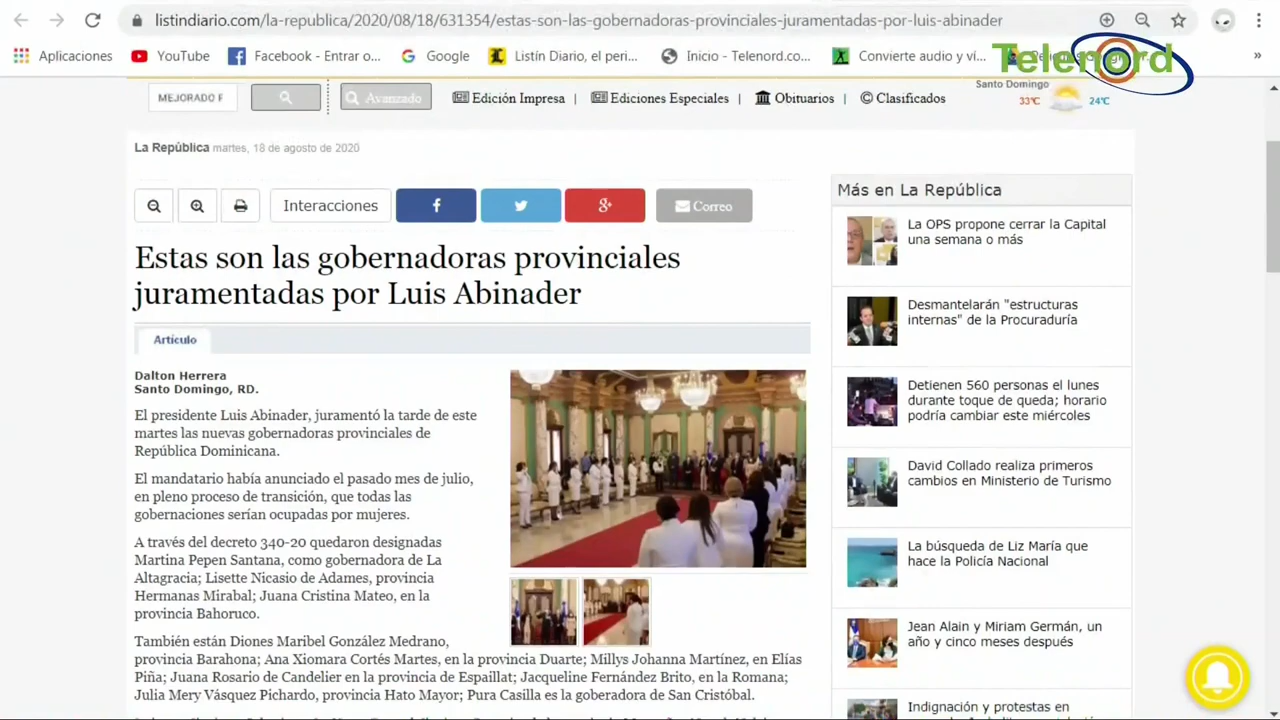 listindiario.com/la-republica/2020/08/18/631354/estas-son-las-gobernadoras-provinciales-juramentadas-por-luis-abinader
Aplicaciones
YouTube
Facebook - Entrar o...
Google
Listín Diario, el peri...
Inicio - Telenord.co...
Convierte audio y ví...
»
Telenord
MEJORADO F
Avanzado
Edición Impresa |
Ediciones Especiales |
Obituarios |
© Clasificados
Santo Domingo
33℃
24℃
La República martes, 18 de agosto de 2020
Interacciones
Correo
Estas son las gobernadoras provinciales
juramentadas por Luis Abinader
Artículo
Dalton Herrera
Santo Domingo, RD.
El presidente Luis Abinader, juramentó la tarde de este
martes las nuevas gobernadoras provinciales de
República Dominicana.
El mandatario había anunciado el pasado mes de julio,
en pleno proceso de transición, que todas las
gobernaciones serían ocupadas por mujeres.
A través del decreto 340-20 quedaron designadas
Martina Pepen Santana, como gobernadora de La
Altagracia; Lisette Nicasio de Adames, provincia
Hermanas Mirabal; Juana Cristina Mateo, en la
provincia Bahoruco.
También están Diones Maribel González Medrano,
provincia Barahona; Ana Xiomara Cortés Martes, en la provincia Duarte; Millys Johanna Martínez, en Elías
Piña; Juana Rosario de Candelier en la provincia de Espaillat; Jacqueline Fernández Brito, en la Romana;
Julia Mery Vásquez Pichardo, provincia Hato Mayor; Pura Casilla es la goberadora de San Cristóbal.
Más en La República
La OPS propone cerrar la Capital
una semana o más
Desmantelarán "estructuras
internas" de la Procuraduría
Detienen 560 personas el lunes
durante toque de queda; horario
podría cambiar este miércoles
David Collado realiza primeros
cambios en Ministerio de Turismo
La búsqueda de Liz María que
hace la Policía Nacional
Jean Alain y Miriam Germán, un
año y cinco meses después
Indignación y protestas en